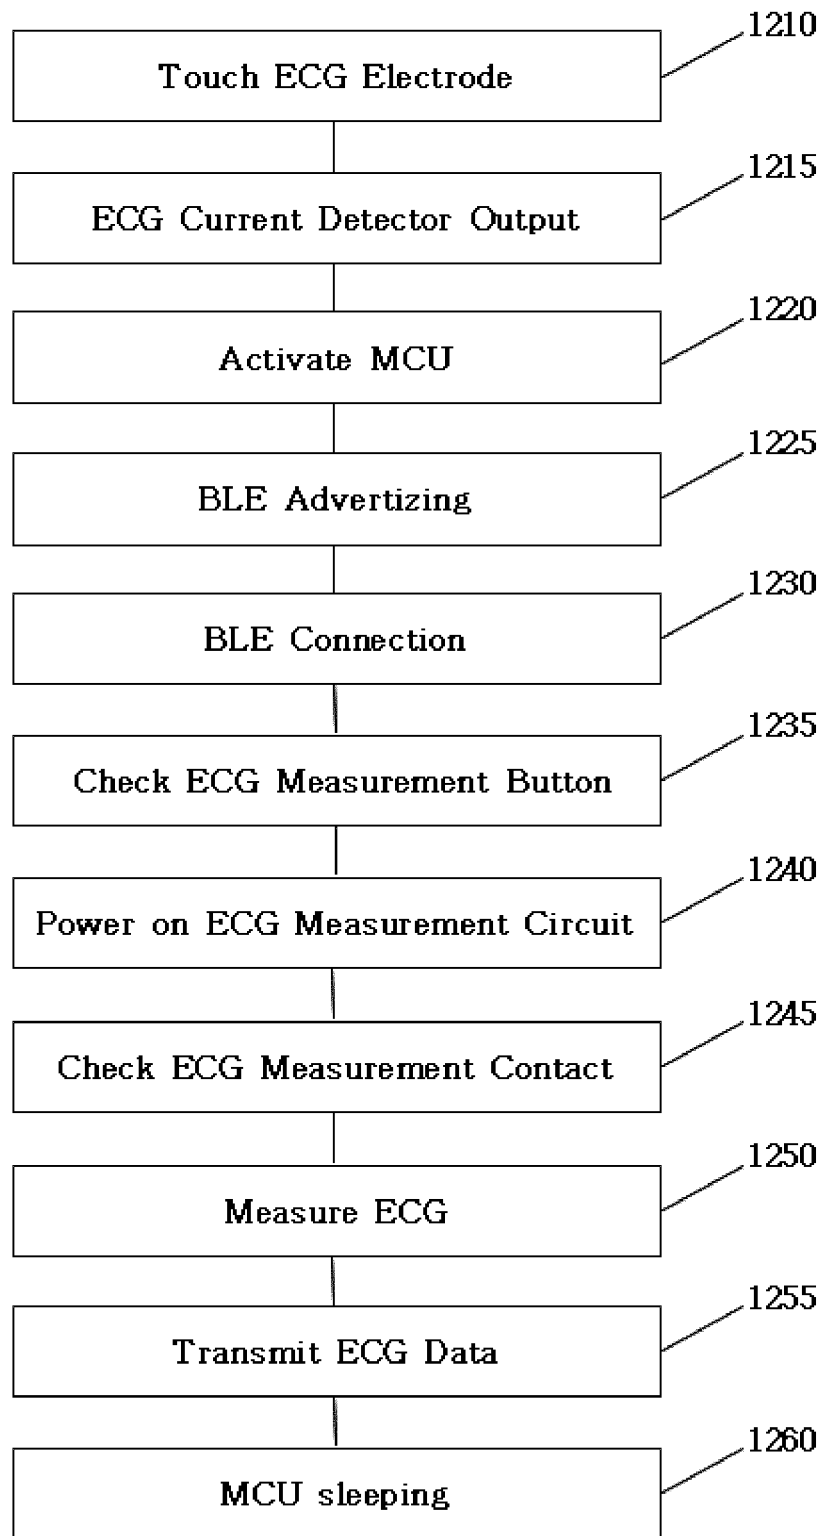 1210
Touch ECG Electrode
1215
ECG Current Detector Output
1220
Activate MCU
1225
BLE Advertizing
1230
BLE Connection
1235
Check ECG Measurement Button
1240
Power on ECG Measurement Circuit
1245
Check ECG Measurement Contact
1250
Measure ECG
1255
Transmit ECG Data
1260
MCU sleeping